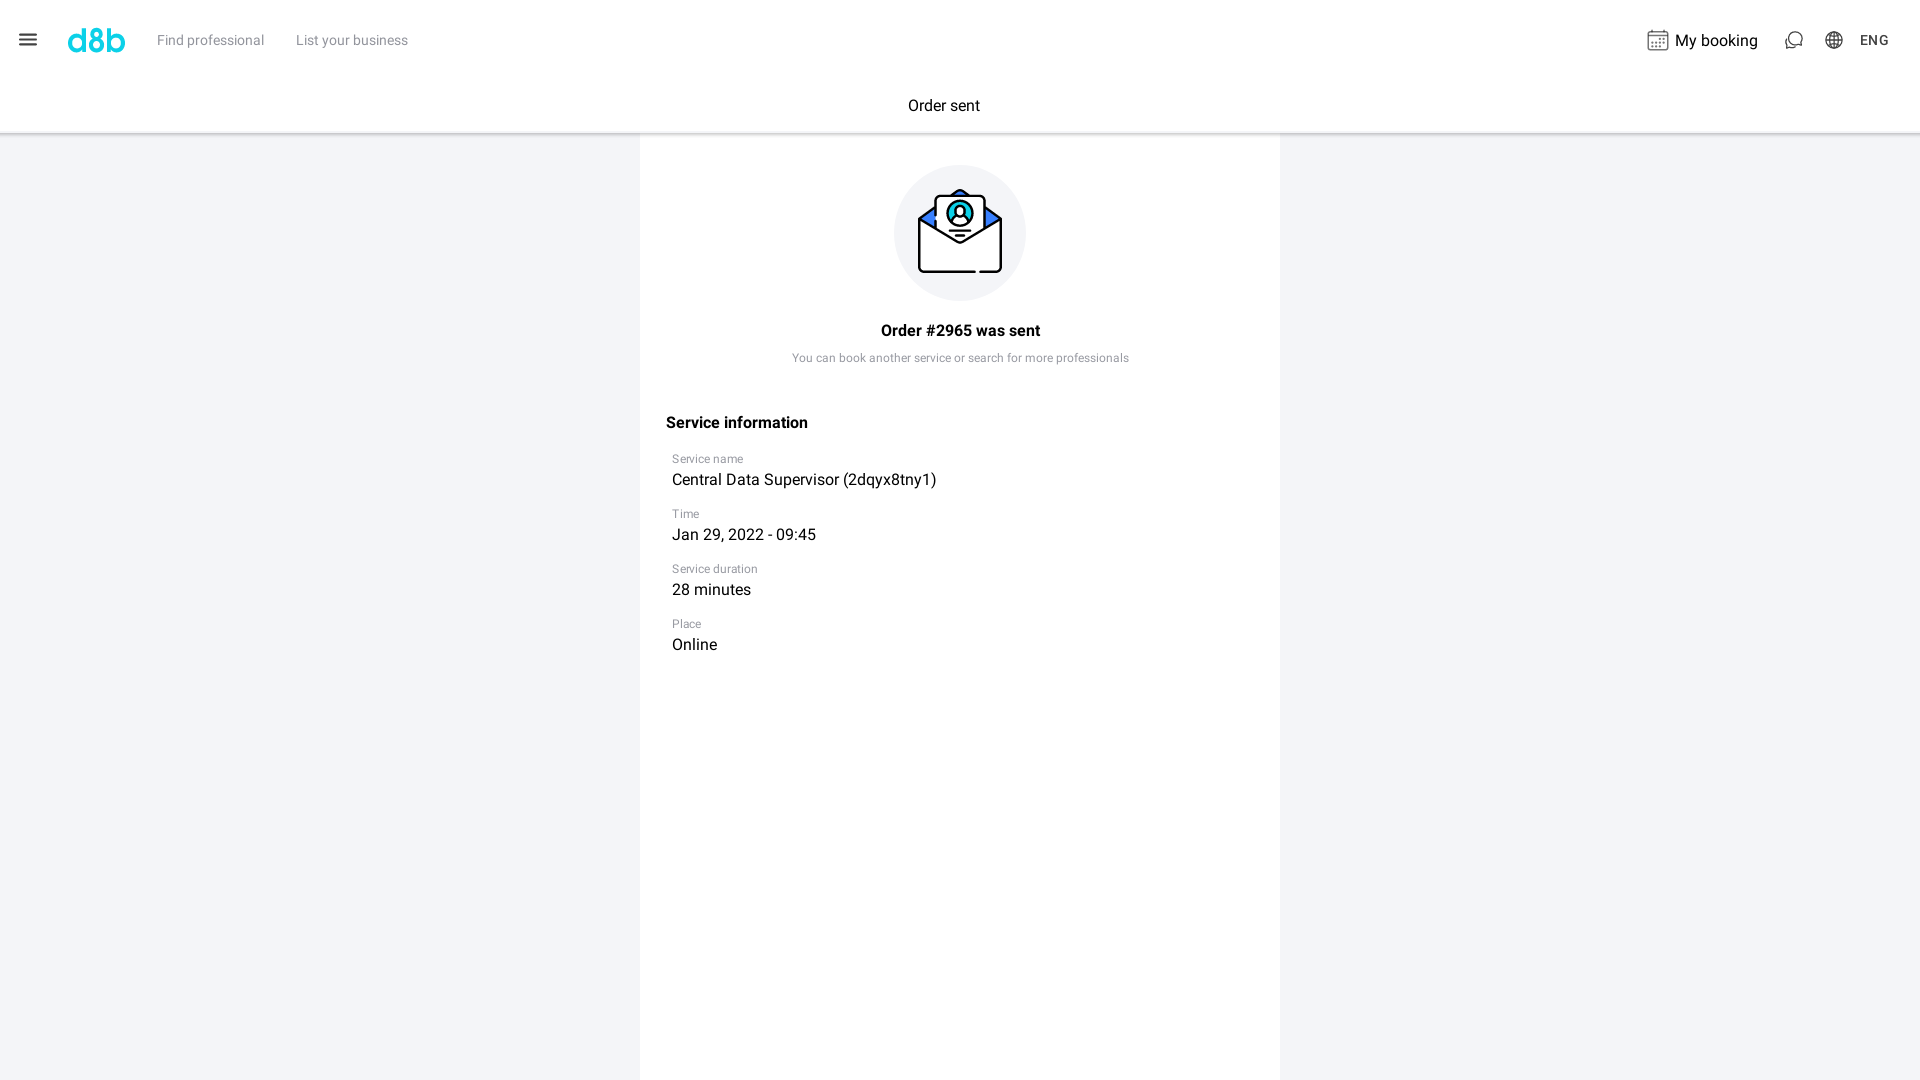 d8b
Find professional
List your business
My booking
ENG
Order sent
Order #2965 was sent
You can book another service or search for more professionals
Service information
Service name
Central Data Supervisor (2dqyx8tny1)
Time
Jan 29, 2022 - 09:45
Service duration
28 minutes
Place
Online